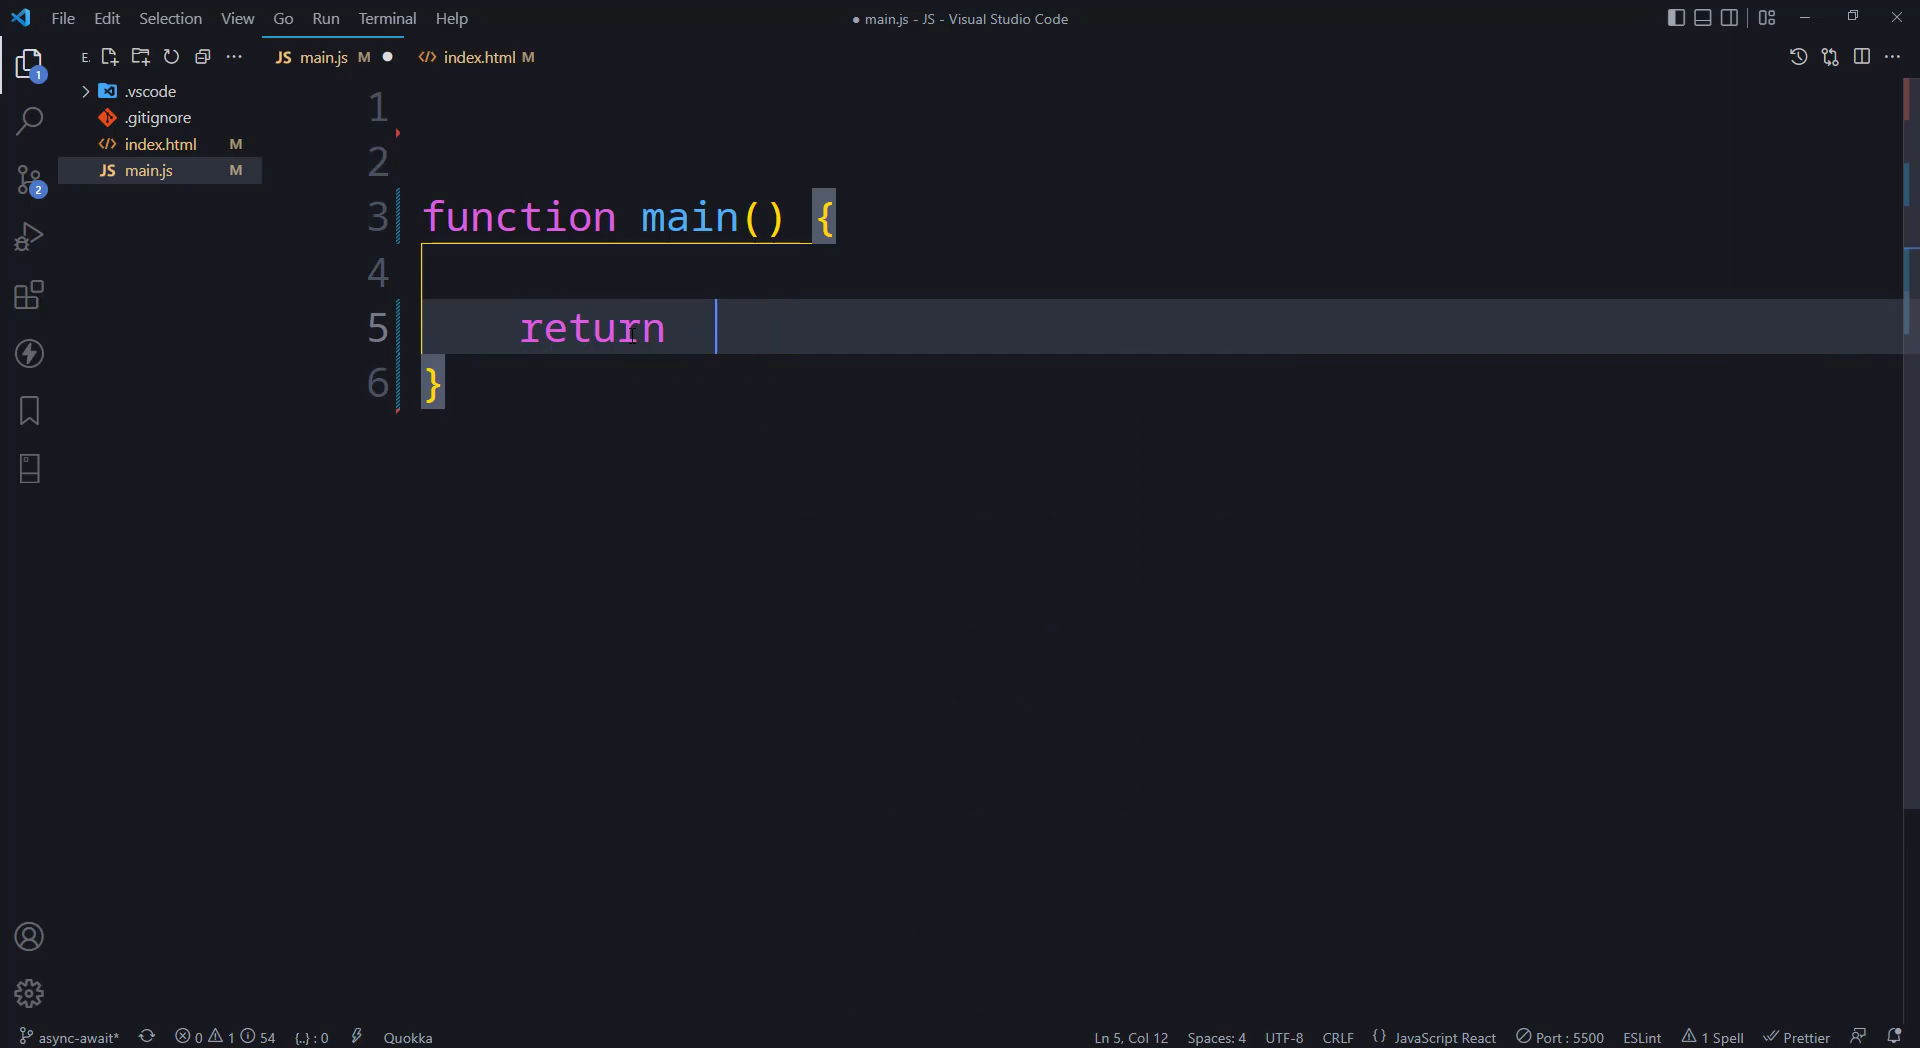 File Edit Selection View Go Run Terminal Help
● main.js - JS - Visual Studio Code
E.
JS main.js M ●
index.html M
1
.vscode
.gitignore
index.html M
JS main.js M
2
1
2
3 function main() {
4
5 return
6 }
async-await*
0 1 54
{..} : 0
Quokka
Ln 5, Col 12
Spaces: 4
UTF-8
CRLF
{} JavaScript React
Port : 5500
ESLint
1 Spell
Prettier